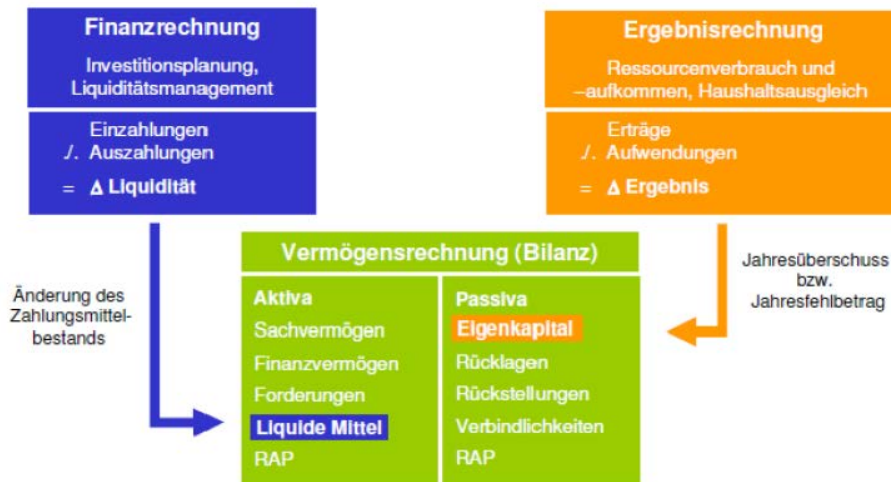 Finanzrechnung
Investitionsplanung,
Liquiditätsmanagement
Einzahlungen
./. Auszahlungen
= Δ Liquidität
Ergebnisrechnung
Ressourcenverbrauch und
–aufkommen, Haushaltsausgleich
Erträge
./. Aufwendungen
= Δ Ergebnis
Änderung des
Zahlungsmittel-
bestands
Vermögensrechnung (Bilanz)
Aktiva
Sachvermögen
Finanzvermögen
Forderungen
Liquide Mittel
RAP
Passiva
Eigenkapital
Rücklagen
Rückstellungen
Verbindlichkeiten
RAP
Jahresüberschuss
bzw.
Jahresfehlbetrag